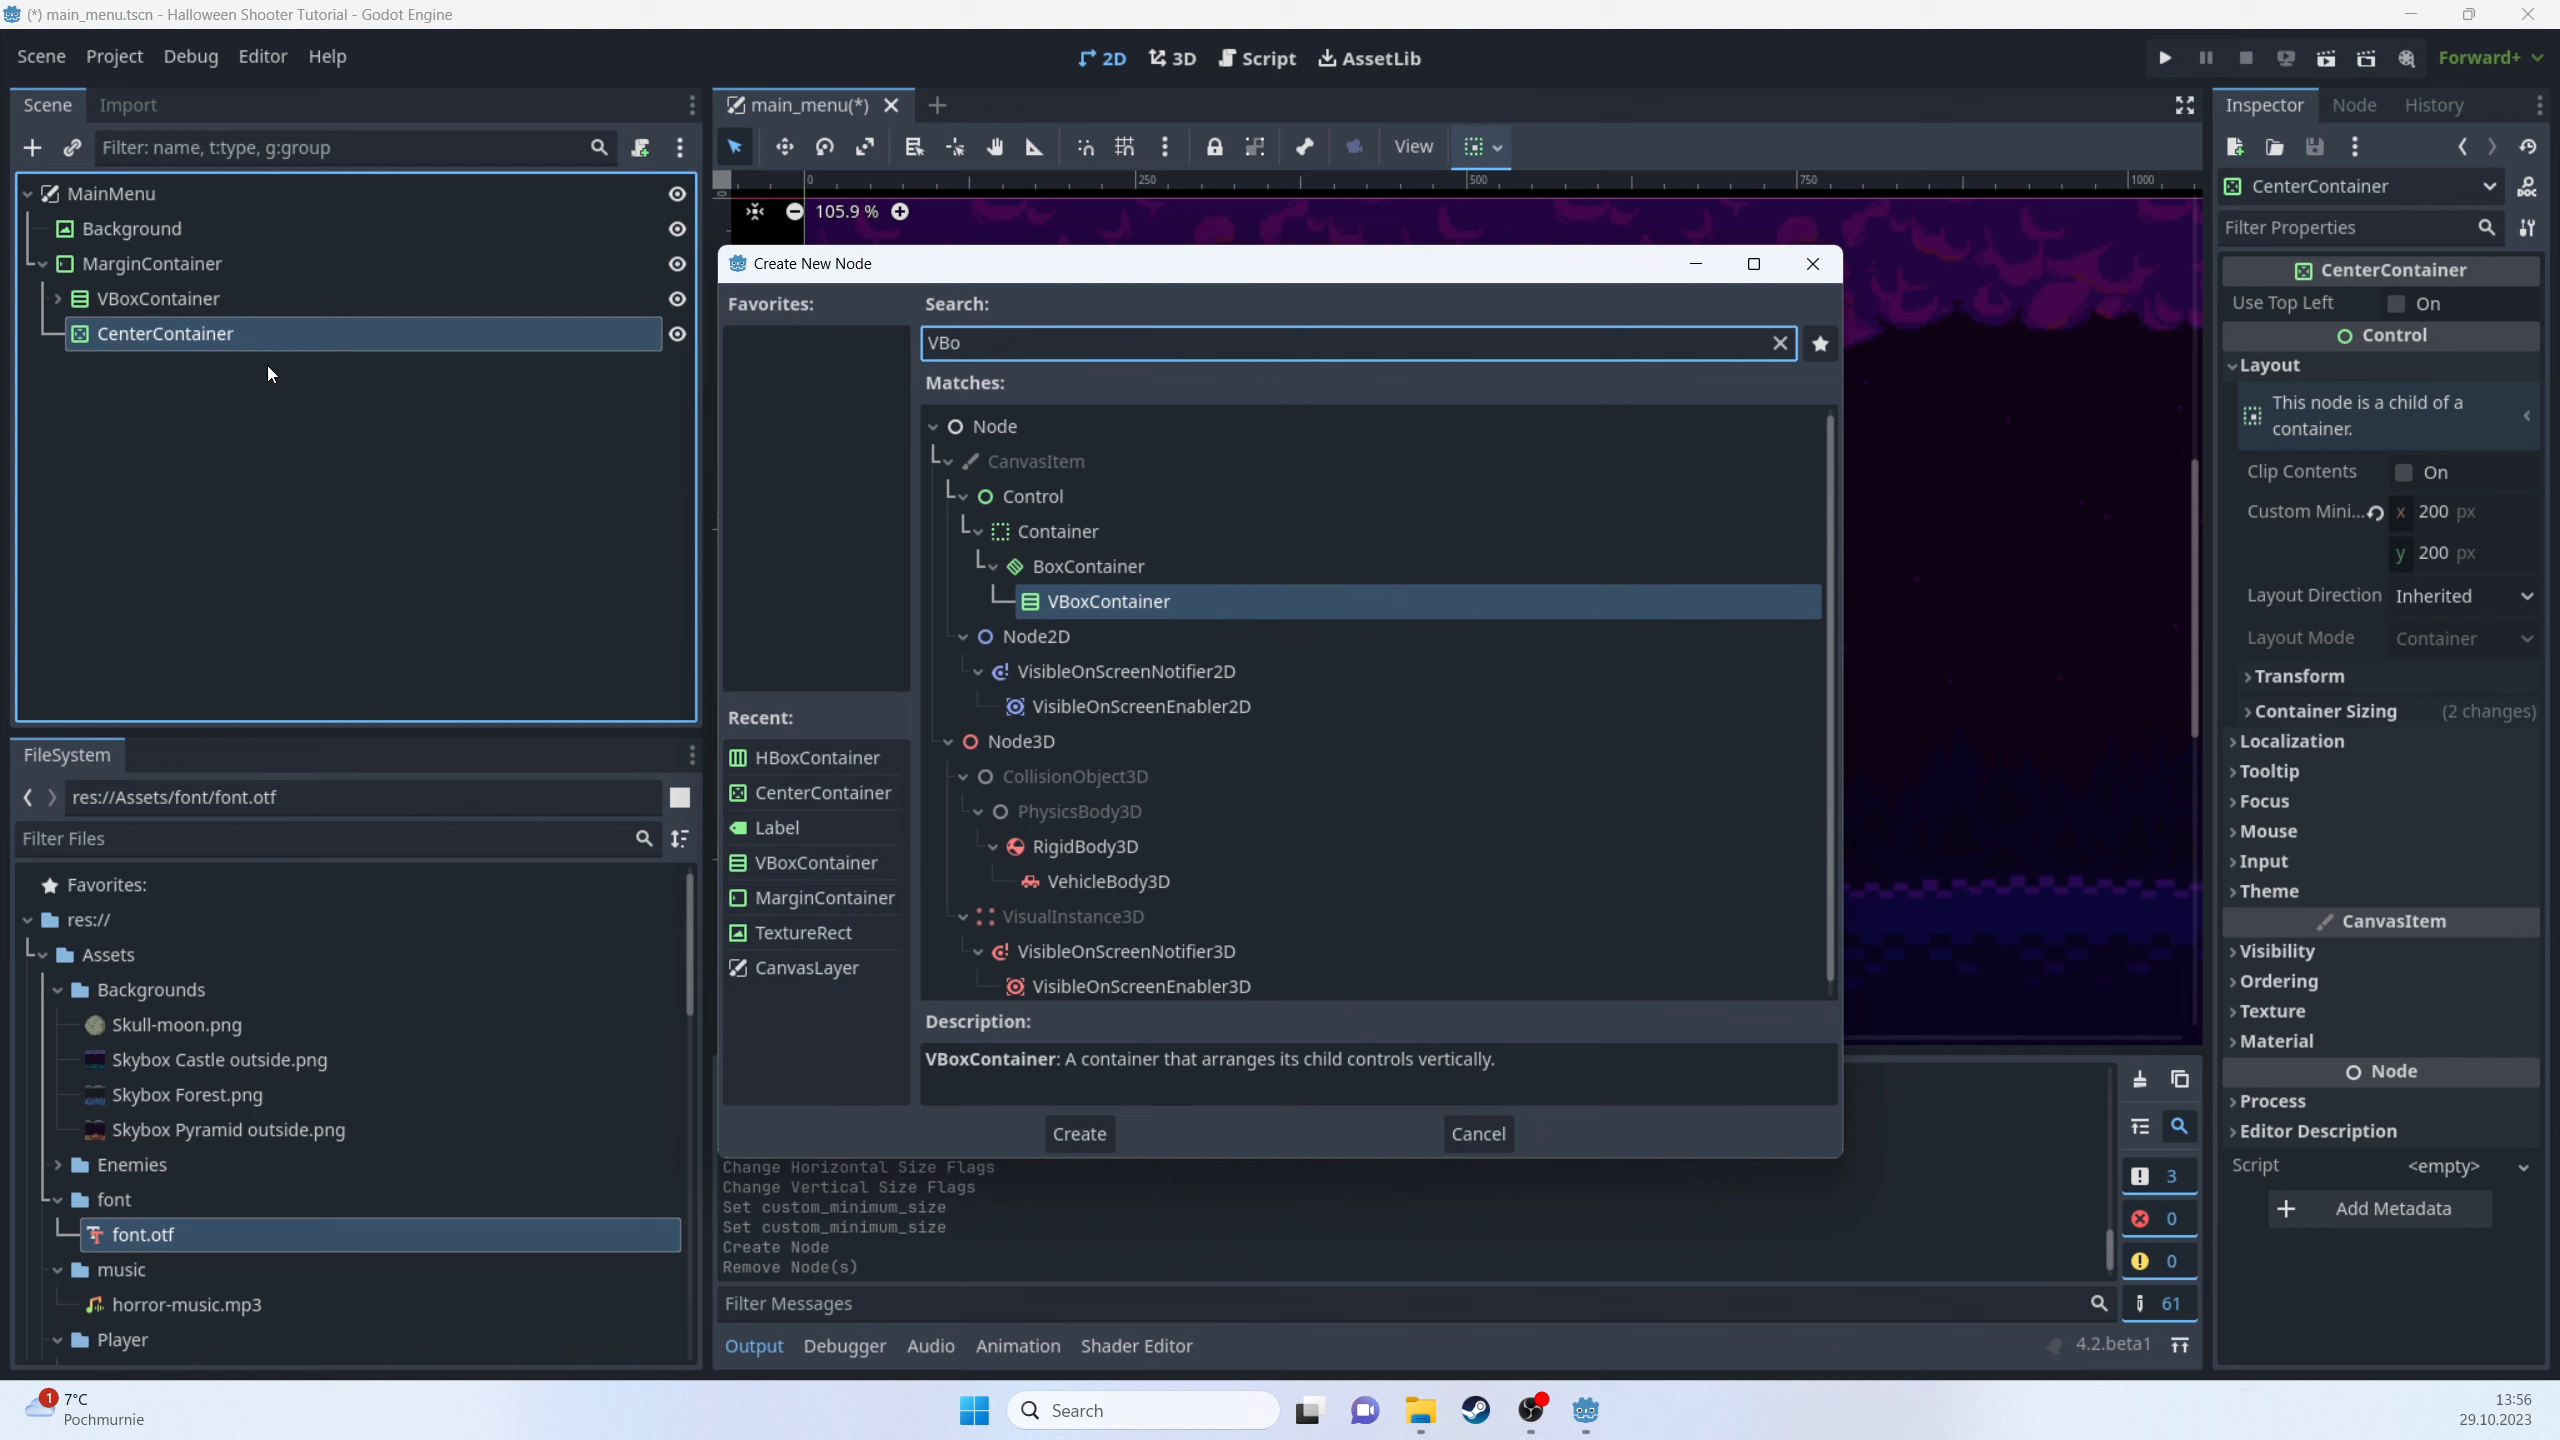 (*) main_menu.tscn - Halloween Shooter Tutorial - Godot Engine
Scene Project Debug Editor Help
2D 3D Script AssetLib
Forward+
Scene Import
Filter: name, t:type, g:group
MainMenu
Background
MarginContainer
VBoxContainer
CenterContainer
FileSystem
res://Assets/font/font.otf
Filter Files
Favorites:
res://
Assets
Backgrounds
Skull-moon.png
Skybox Castle outside.png
Skybox Forest.png
Skybox Pyramid outside.png
Enemies
font
font.otf
music
horror-music.mp3
Player
main_menu(*)
View
0 250 500 750 1000
0
105.9 %
Create New Node
Favorites:
Recent:
HBoxContainer
CenterContainer
Label
VBoxContainer
MarginContainer
TextureRect
CanvasLayer
Search:
VBo
Matches:
Node
CanvasItem
Control
Container
BoxContainer
VBoxContainer
Node2D
VisibleOnScreenNotifier2D
VisibleOnScreenEnabler2D
Node3D
CollisionObject3D
PhysicsBody3D
RigidBody3D
VehicleBody3D
VisualInstance3D
VisibleOnScreenNotifier3D
VisibleOnScreenEnabler3D
Description:
VBoxContainer: A container that arranges its child controls vertically.
Create Cancel
Change Horizontal Size Flags
Change Vertical Size Flags
Set custom_minimum_size
Set custom_minimum_size
Create Node
Remove Node(s)
3
0
0
61
Filter Messages
Output Debugger Audio Animation Shader Editor
4.2.beta1
Inspector Node History
CenterContainer
Filter Properties
CenterContainer
Use Top Left On
Control
Layout
This node is a child of a
container.
Clip Contents On
Custom Mini... x 200 px
y 200 px
Layout Direction Inherited
Layout Mode Container
Transform
Container Sizing (2 changes)
Localization
Tooltip
Focus
Mouse
Input
Theme
CanvasItem
Visibility
Ordering
Texture
Material
Node
Process
Editor Description
Script <empty>
Add Metadata
1
7°C
Pochmurnie
Search
13:56
29.10.2023